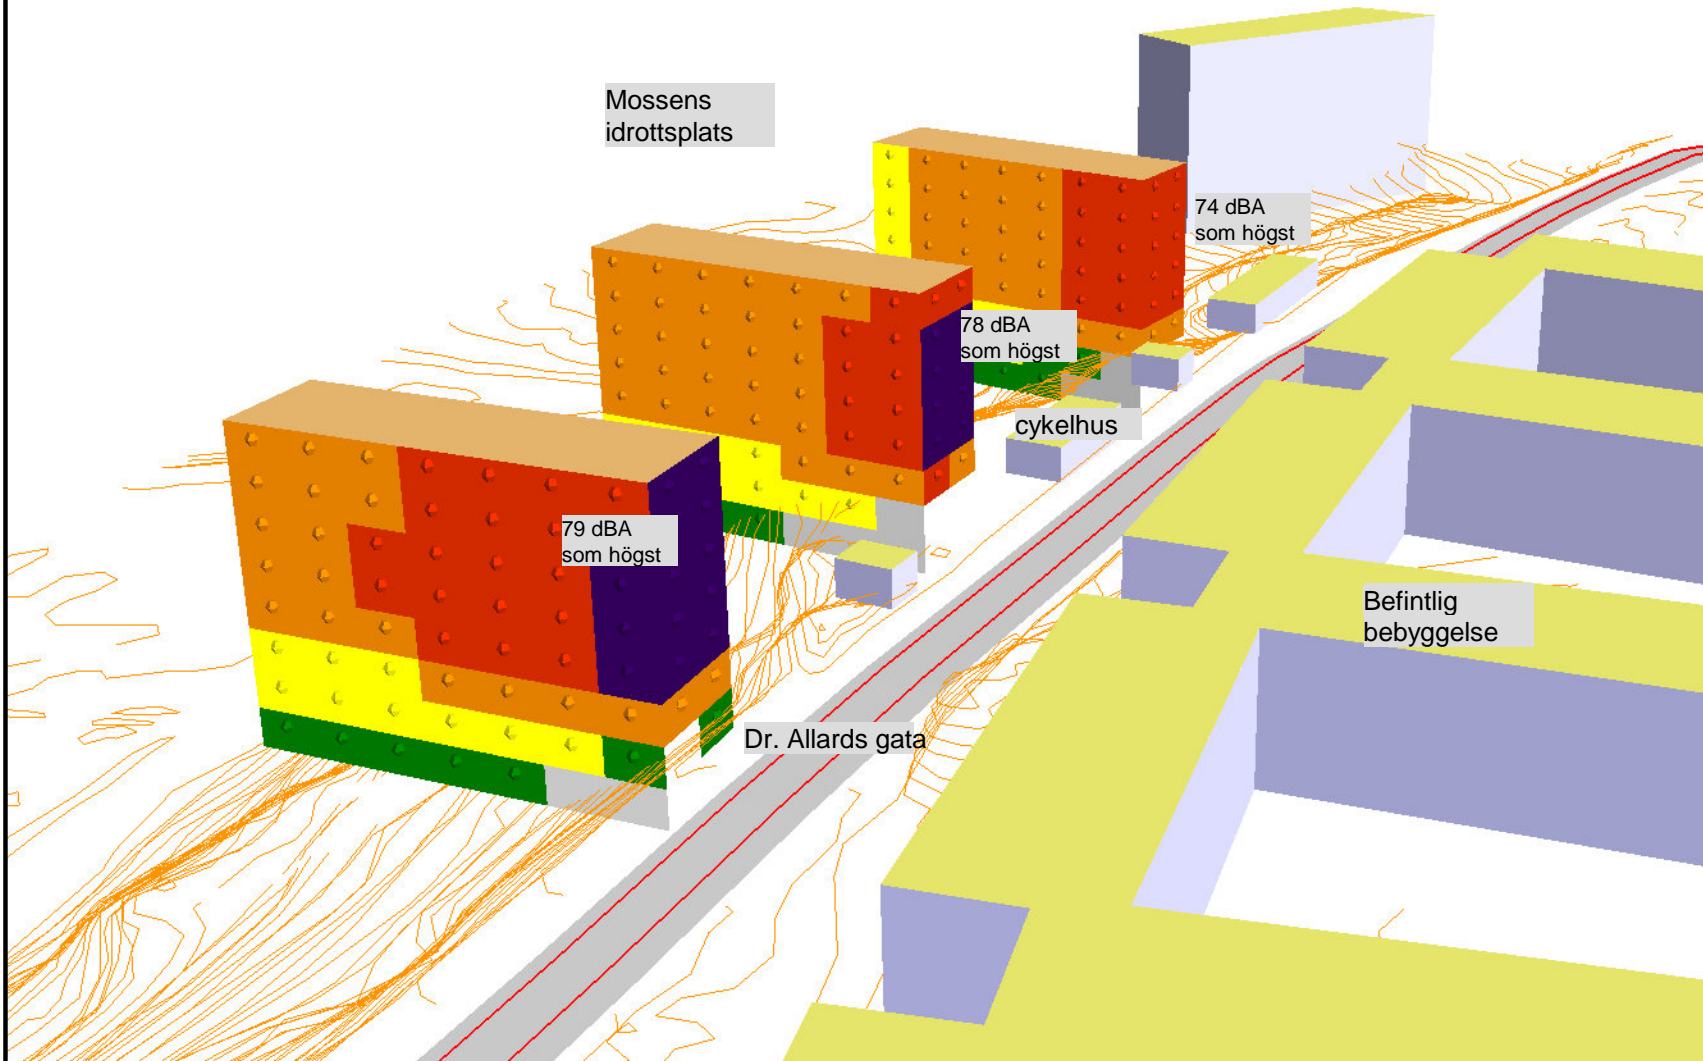 Mossens
idrottsplats
74 dBA
som högst
78 dBA
som högst
cykelhus
79 dBA
som högst
Befintlig
bebyggelse
Dr. Allards gata